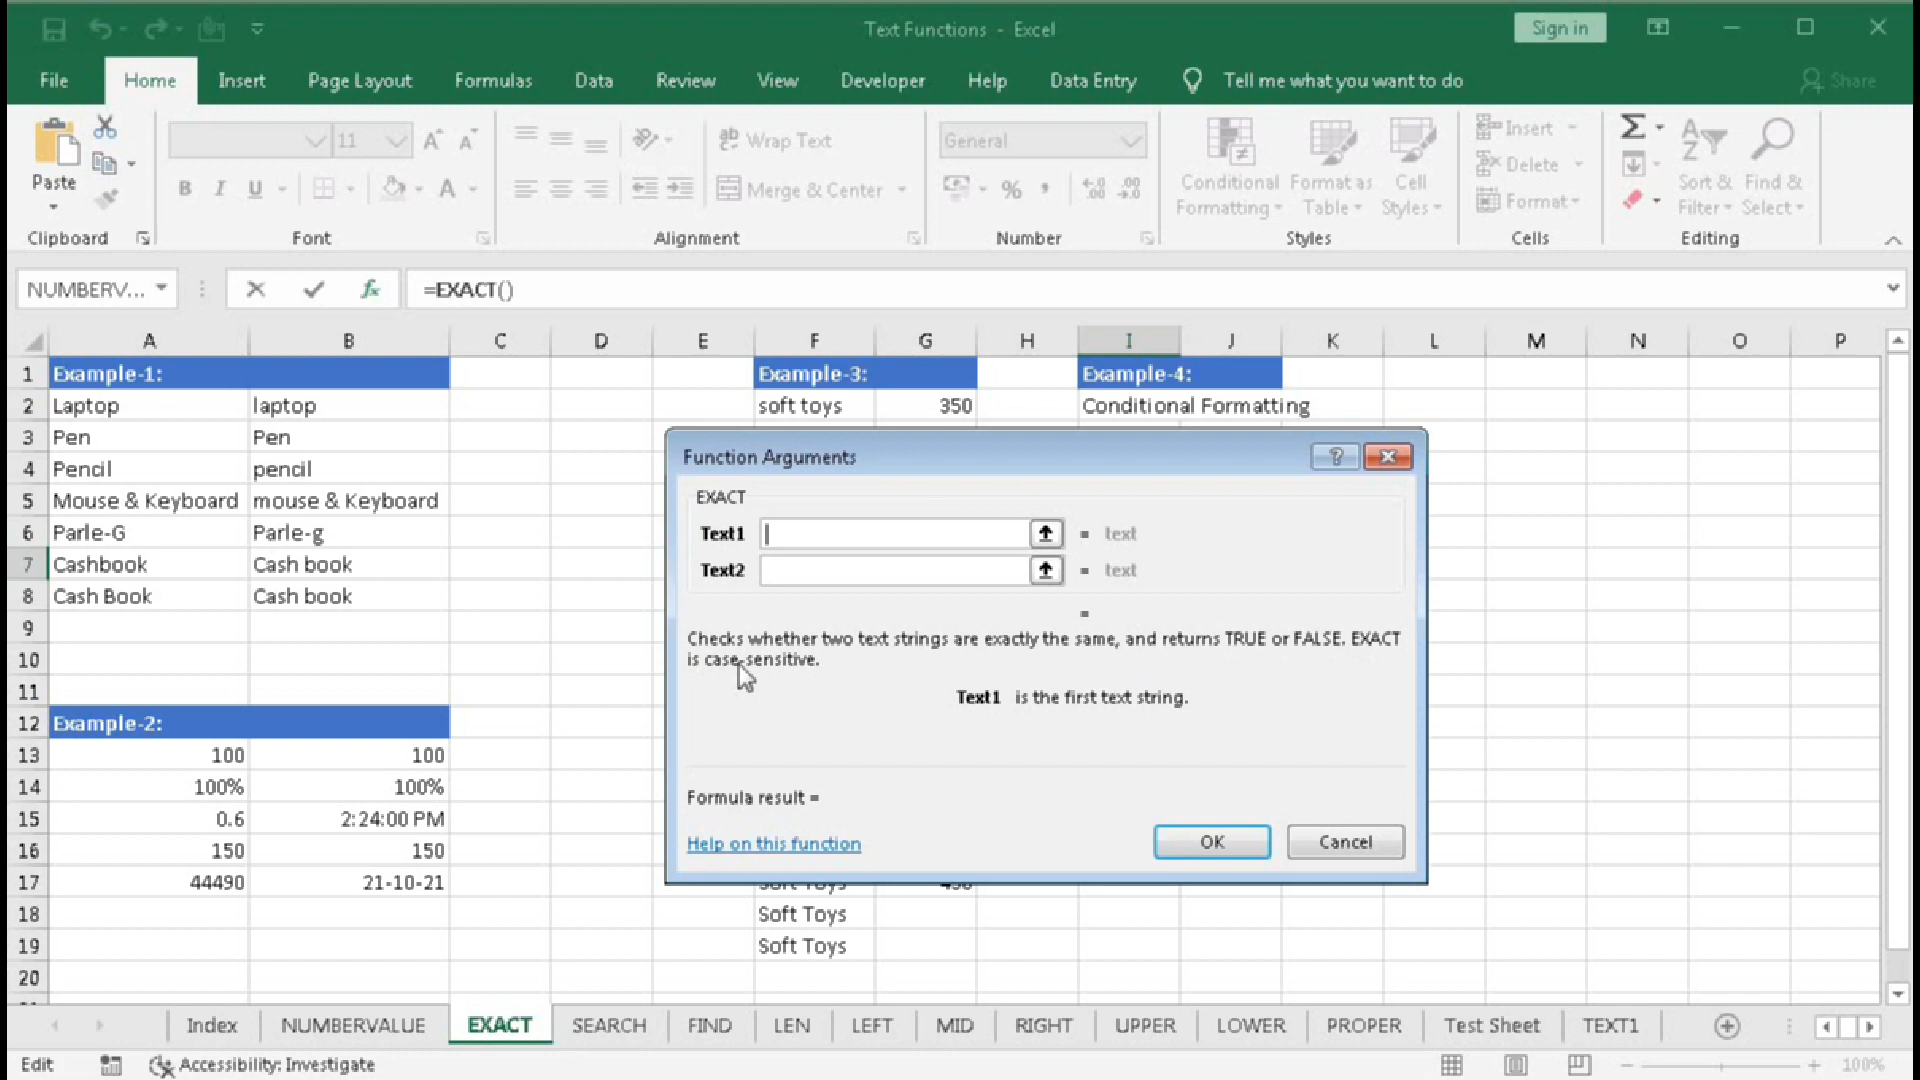 Text Functions - Excel
Sign in
File Home Insert Page Layout Formulas Data Review View Developer Help Data Entry Tell me what you want to do Share
Paste
11
Wrap Text
General
B I U
Merge & Center
Conditional Formatting
Format as Table
Cell Styles
Insert
Delete
Format
Sort & Filter
Find & Select
Clipboard Font Alignment Number Styles Cells Editing
NUMBERV... fx =EXACT()
A B C D E F G H I J K L M N O P
1 Example-1: Example-3: Example-4:
2 Laptop laptop soft toys 350 Conditional Formatting
3 Pen Pen
4 Pencil pencil
5 Mouse & Keyboard mouse & Keyboard
6 Parle-G Parle-g
7 Cashbook Cash book
8 Cash Book Cash book
9
10
11
12 Example-2:
13 100 100
14 100% 100%
15 0.6 2:24:00 PM
16 150 150
17 44490 21-10-21
18 Soft Toys
19 Soft Toys
20
Function Arguments
EXACT
Text1 = text
Text2 = text
=
Checks whether two text strings are exactly the same, and returns TRUE or FALSE. EXACT
is case-sensitive.
Text1 is the first text string.
Formula result =
Help on this function
OK Cancel
Index NUMBERVALUE EXACT SEARCH FIND LEN LEFT MID RIGHT UPPER LOWER PROPER Test Sheet TEXT1
Edit Accessibility: Investigate 100%